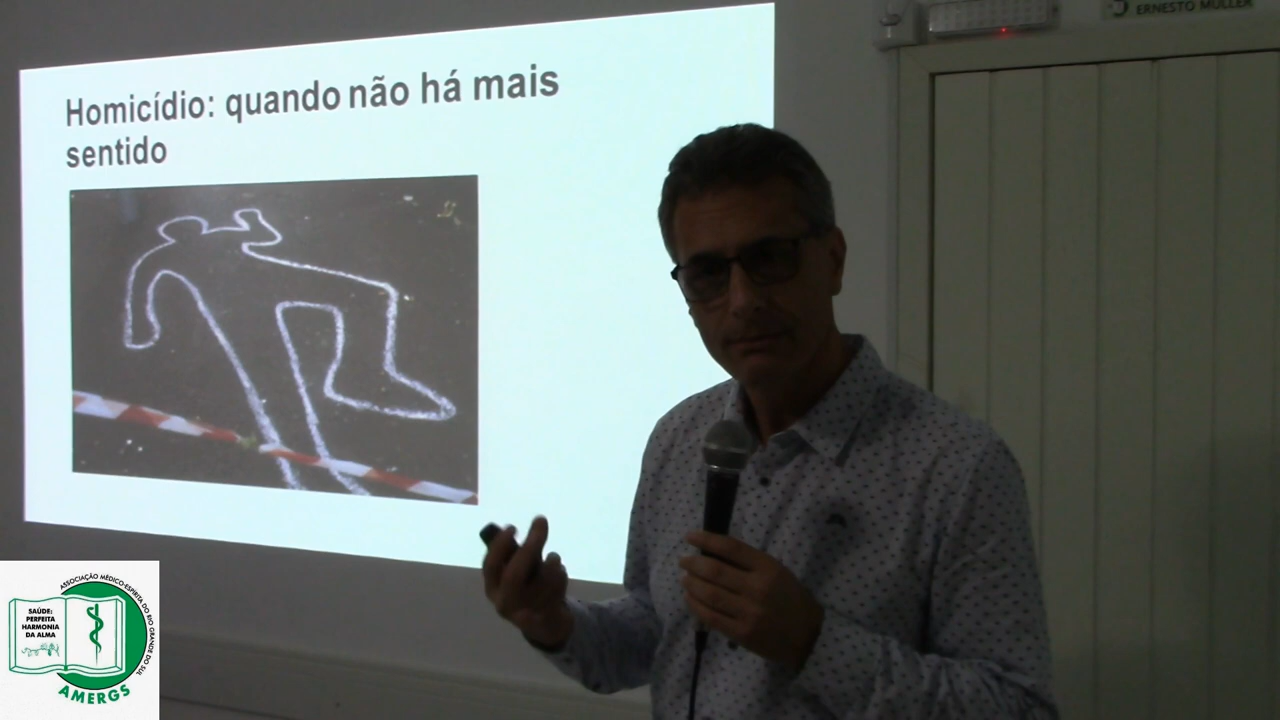 Homicídio: quando não há mais
sentido
ERNESTO MÜLLER
ASSOCIAÇÃO MÉDICO-ESPÍRITA DO RIO GRANDE DO SUL
SAÚDE:
PERFEITA
HARMONIA
DA ALMA
AMERGS